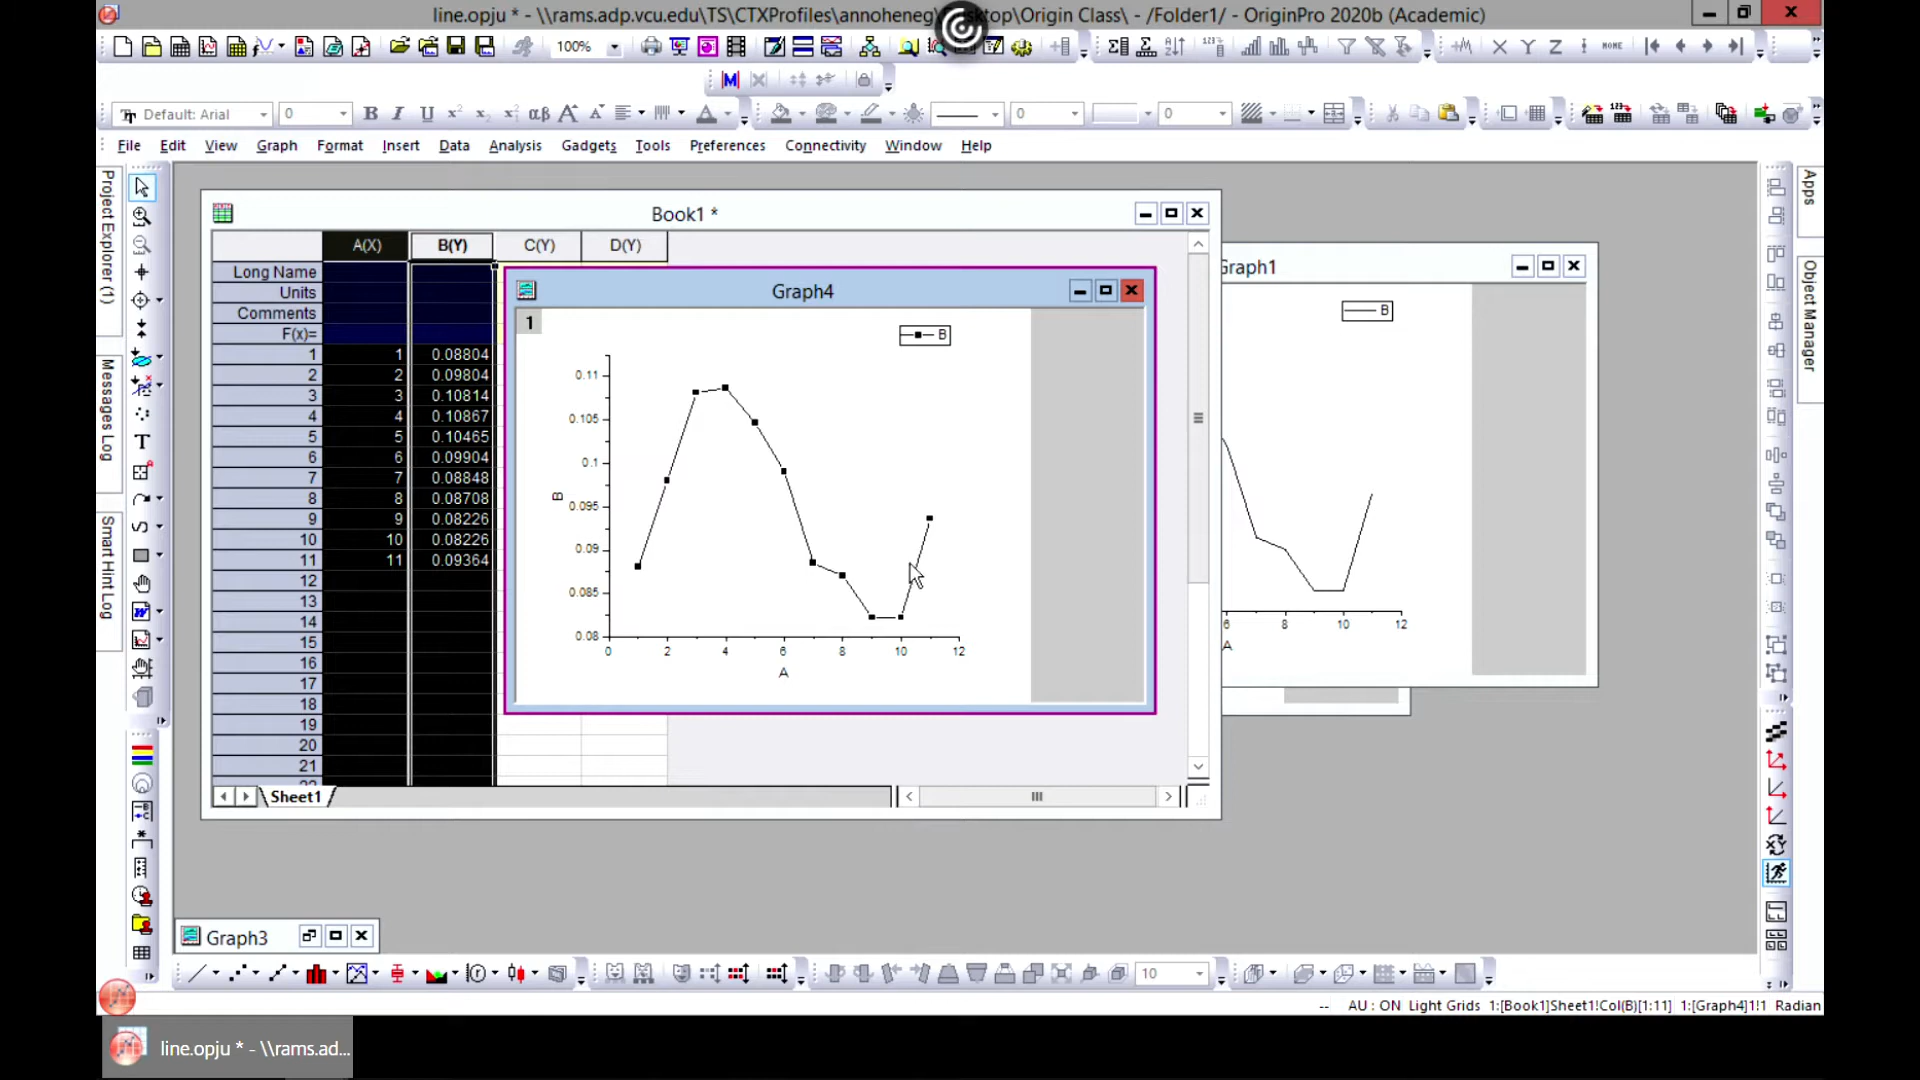 line.opju * - \\rams.adp.vcu.edu\TS\CTXProfiles\annoheneg\Desktop\Origin Class\ - /Folder1/ - OriginPro 2020b (Academic)
100%
Default: Arial 0 B I U 0 0
File Edit View Graph Format Insert Data Analysis Gadgets Tools Preferences Connectivity Window Help
Project Explorer (1)
Messages Log
Smart Hint Log
Apps
Object Manager
Book1 *
A(X) B(Y) C(Y) D(Y)
Long Name
Units
Comments
F(x)=
1 1 0.08804
2 2 0.09804
3 3 0.10814
4 4 0.10867
5 5 0.10465
6 6 0.09904
7 7 0.08848
8 8 0.08708
9 9 0.08226
10 10 0.08226
11 11 0.09364
12
13
14
15
16
17
18
19
20
21
Sheet1
Graph4
1
B
0.11
0.105
0.1
0.095
0.09
0.085
0.08
B
0 2 4 6 8 10 12
A
Graph1
B
6 8 10 12
A
Graph3
10
-- AU : ON Light Grids 1:[Book1]Sheet1!Col(B)[1:11] 1:[Graph4]1!1 Radian
line.opju * - \\rams.ad...